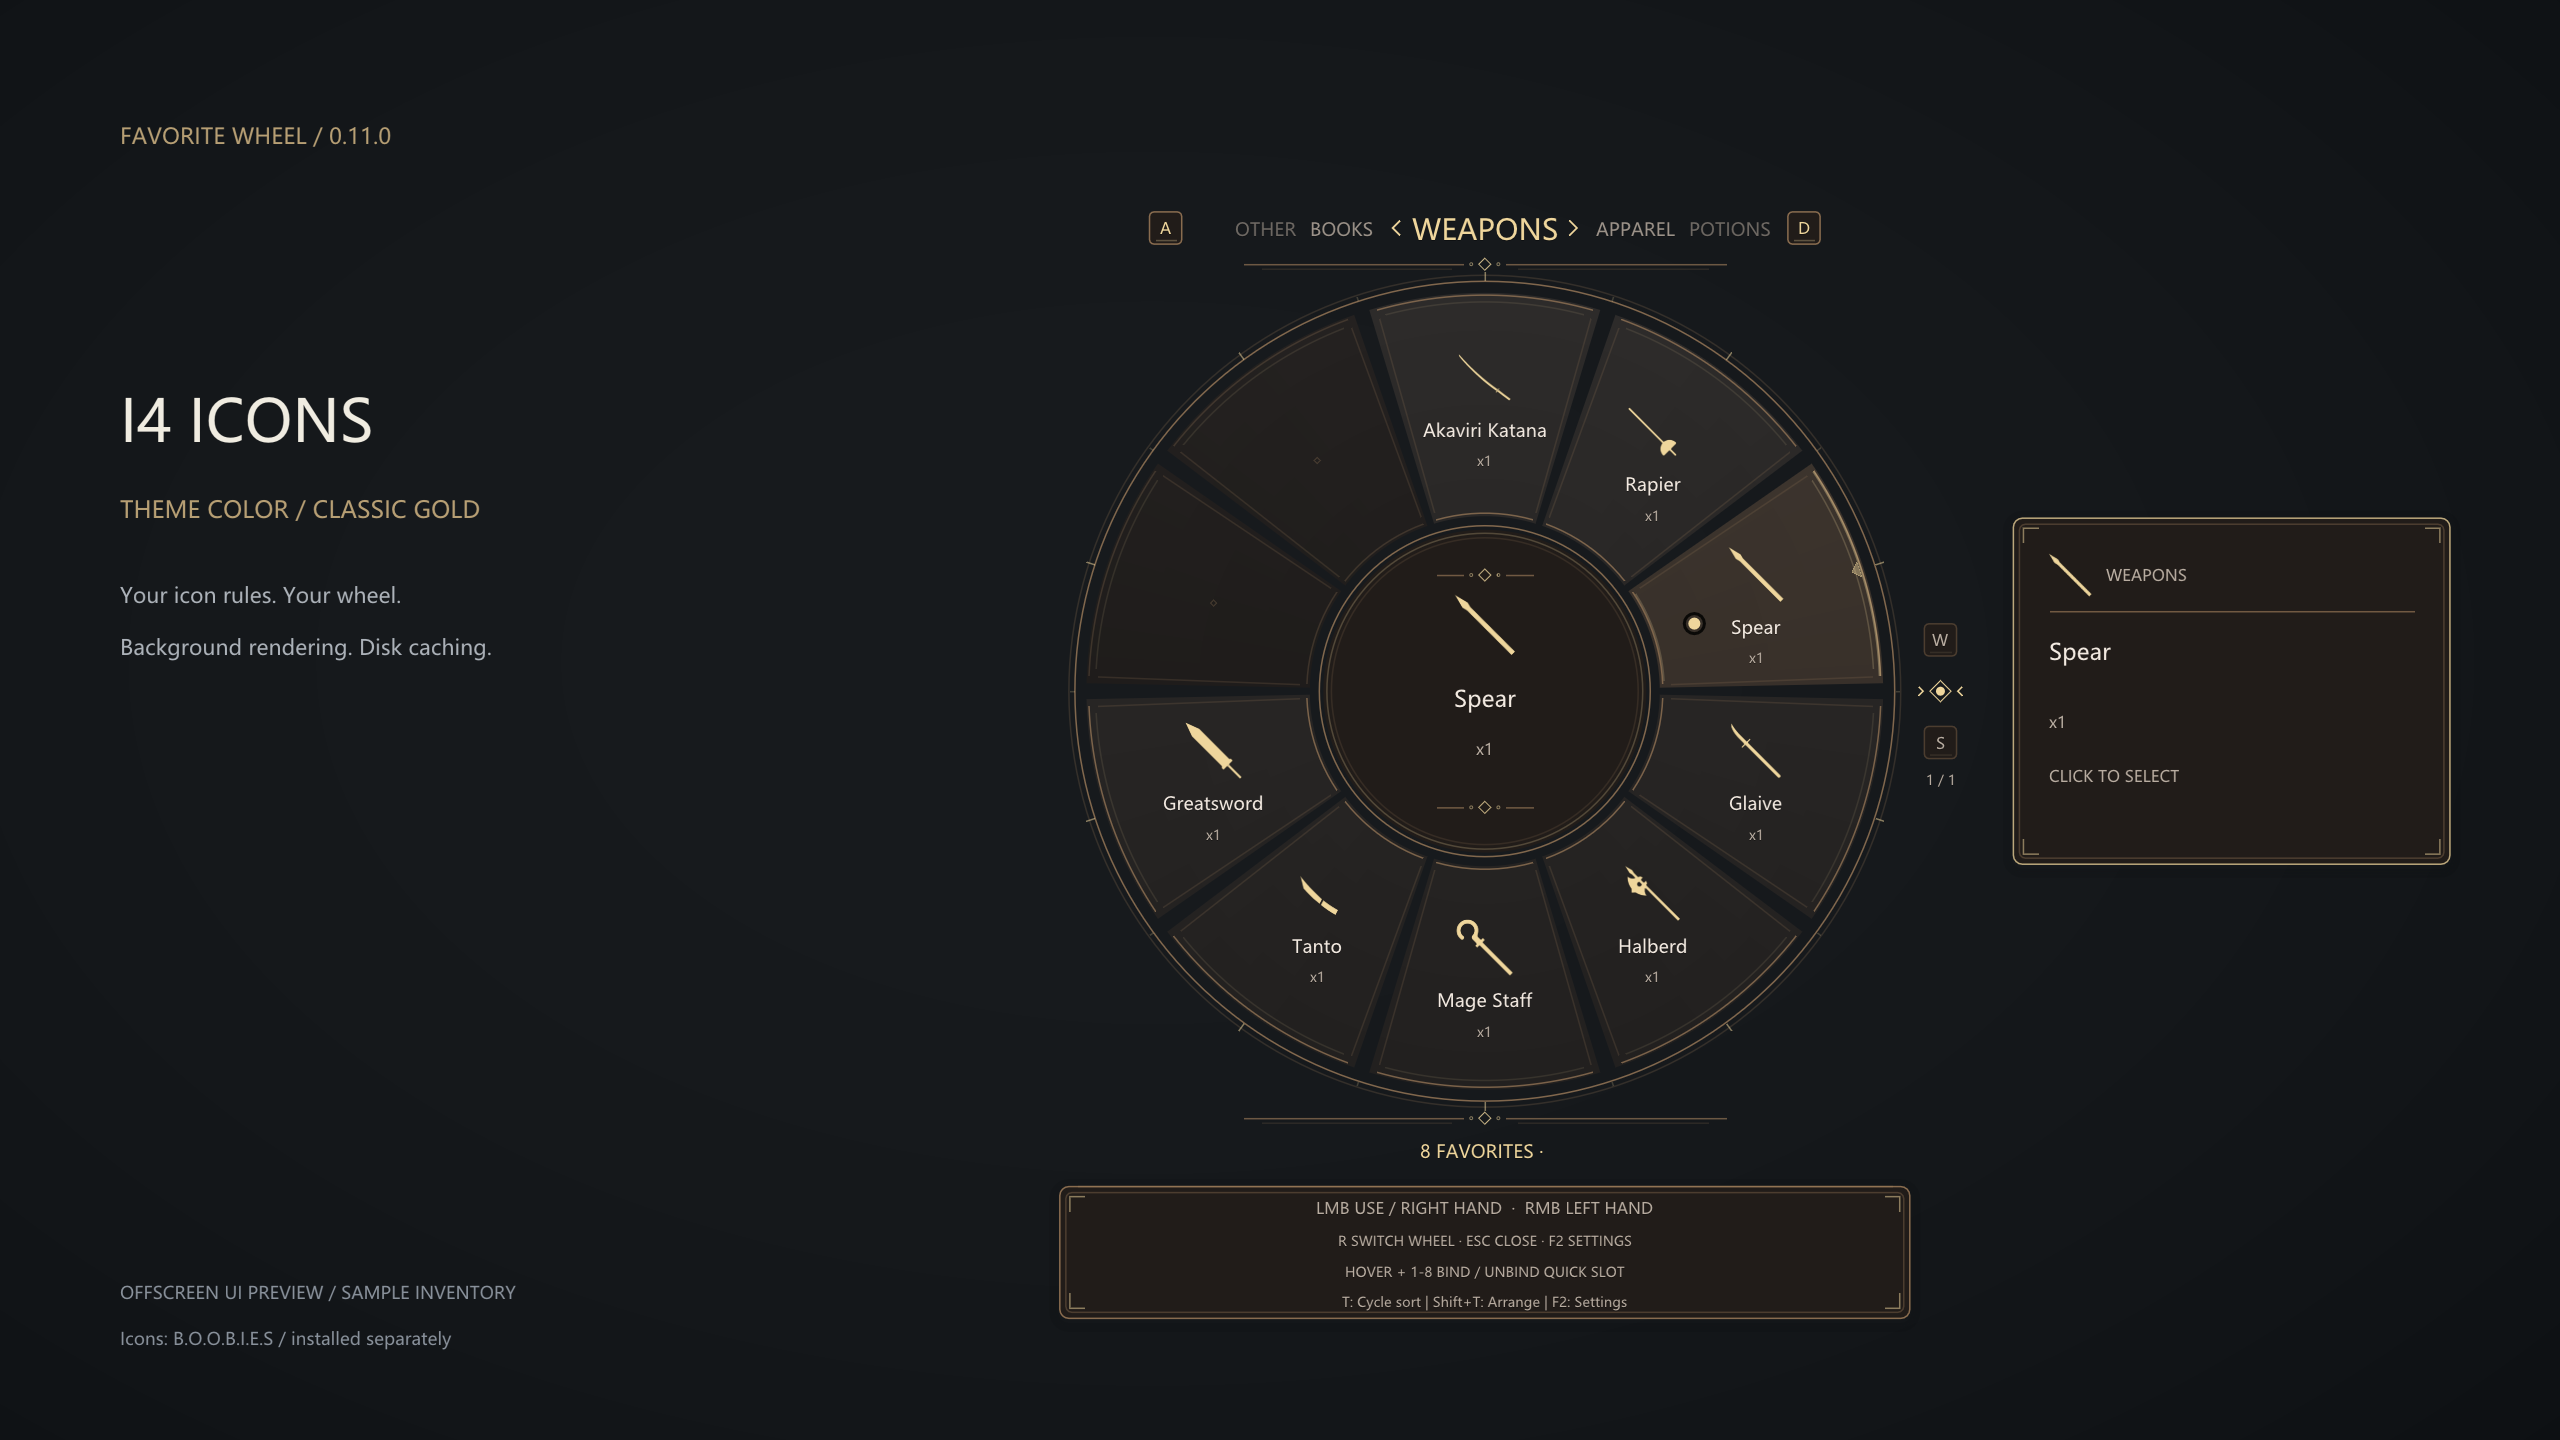 FAVORITE WHEEL / 0.11.0
I4 ICONS
THEME COLOR / CLASSIC GOLD
Your icon rules. Your wheel.
Background rendering. Disk caching.
OFFSCREEN UI PREVIEW / SAMPLE INVENTORY
Icons: B.O.O.B.I.E.S / installed separately
A OTHER BOOKS < WEAPONS > APPAREL POTIONS D
Akaviri Katana
x1
Rapier
x1
Spear
x1
Glaive
x1
Halberd
x1
Mage Staff
x1
Tanto
x1
Greatsword
x1
Spear
x1
W
S
1 / 1
WEAPONS
Spear
x1
CLICK TO SELECT
8 FAVORITES ·
LMB USE / RIGHT HAND · RMB LEFT HAND
R SWITCH WHEEL · ESC CLOSE · F2 SETTINGS
HOVER + 1-8 BIND / UNBIND QUICK SLOT
T: Cycle sort | Shift+T: Arrange | F2: Settings